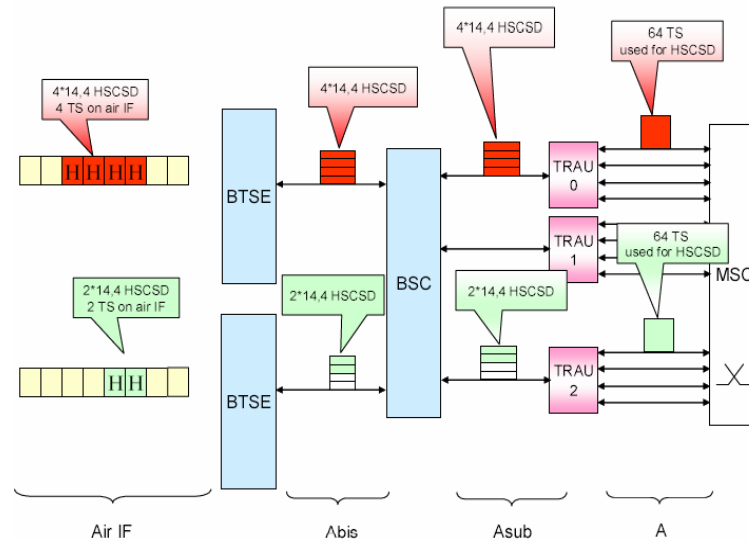 4*14,4 HSCSD
4 TS on air IF
4*14,4 HSCSD
4*14,4 HSCSD
64 TS
used for HSCSD
H H H H
BTSE
BSC
TRAU
0
TRAU
1
MSC
64 TS
used for HSCSD
2*14,4 HSCSD
2 TS on air IF
2*14,4 HSCSD
2*14,4 HSCSD
H H
BTSE
TRAU
2
Air IF
Abis
Asub
A